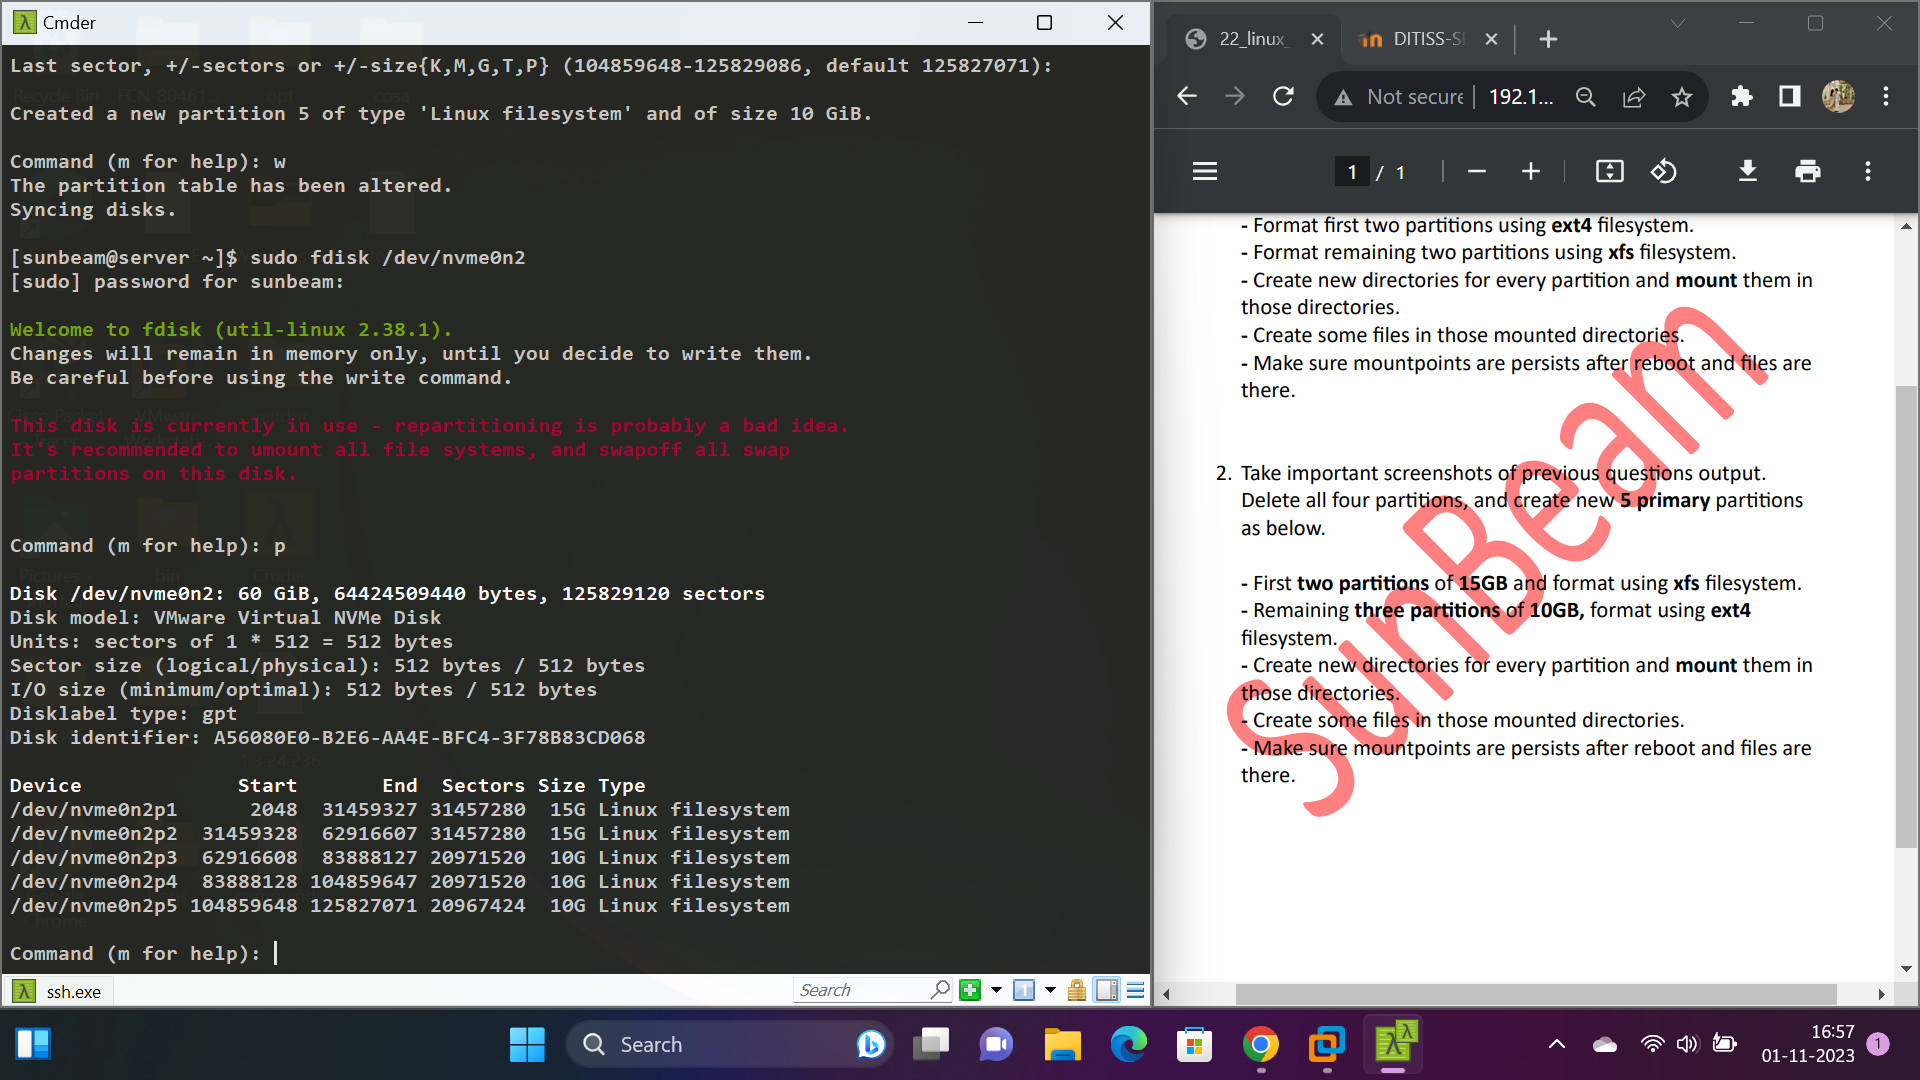 Cmder
Last sector, +/-sectors or +/-size{K,M,G,T,P} (104859648-125829086, default 125827071):
Created a new partition 5 of type 'Linux filesystem' and of size 10 GiB.
Command (m for help): w
The partition table has been altered.
Syncing disks.
[sunbeam@server ~]$ sudo fdisk /dev/nvme0n2
[sudo] password for sunbeam:
Welcome to fdisk (util-linux 2.38.1).
Changes will remain in memory only, until you decide to write them.
Be careful before using the write command.
This disk is currently in use - repartitioning is probably a bad idea.
It's recommended to umount all file systems, and swapoff all swap
partitions on this disk.
Command (m for help): p
Disk /dev/nvme0n2: 60 GiB, 64424509440 bytes, 125829120 sectors
Disk model: VMware Virtual NVMe Disk
Units: sectors of 1 * 512 = 512 bytes
Sector size (logical/physical): 512 bytes / 512 bytes
I/O size (minimum/optimal): 512 bytes / 512 bytes
Disklabel type: gpt
Disk identifier: A56080E0-B2E6-AA4E-BFC4-3F78B83CD068
Device Start End Sectors Size Type
/dev/nvme0n2p1 2048 31459327 31457280 15G Linux filesystem
/dev/nvme0n2p2 31459328 62916607 31457280 15G Linux filesystem
/dev/nvme0n2p3 62916608 83888127 20971520 10G Linux filesystem
/dev/nvme0n2p4 83888128 104859647 20971520 10G Linux filesystem
/dev/nvme0n2p5 104859648 125827071 20967424 10G Linux filesystem
Command (m for help):
ssh.exe
Search
22_linux_
DITISS-S
Not secure
192.1...
1 / 1
- Format first two partitions using ext4 filesystem.
- Format remaining two partitions using xfs filesystem.
- Create new directories for every partition and mount them in
those directories.
- Create some files in those mounted directories.
- Make sure mountpoints are persists after reboot and files are
there.
2. Take important screenshots of previous questions output.
Delete all four partitions, and create new 5 primary partitions
as below.
- First two partitions of 15GB and format using xfs filesystem.
- Remaining three partitions of 10GB, format using ext4
filesystem.
- Create new directories for every partition and mount them in
those directories.
- Create some files in those mounted directories.
- Make sure mountpoints are persists after reboot and files are
there.
SunBeam
Search
16:57
01-11-2023
1